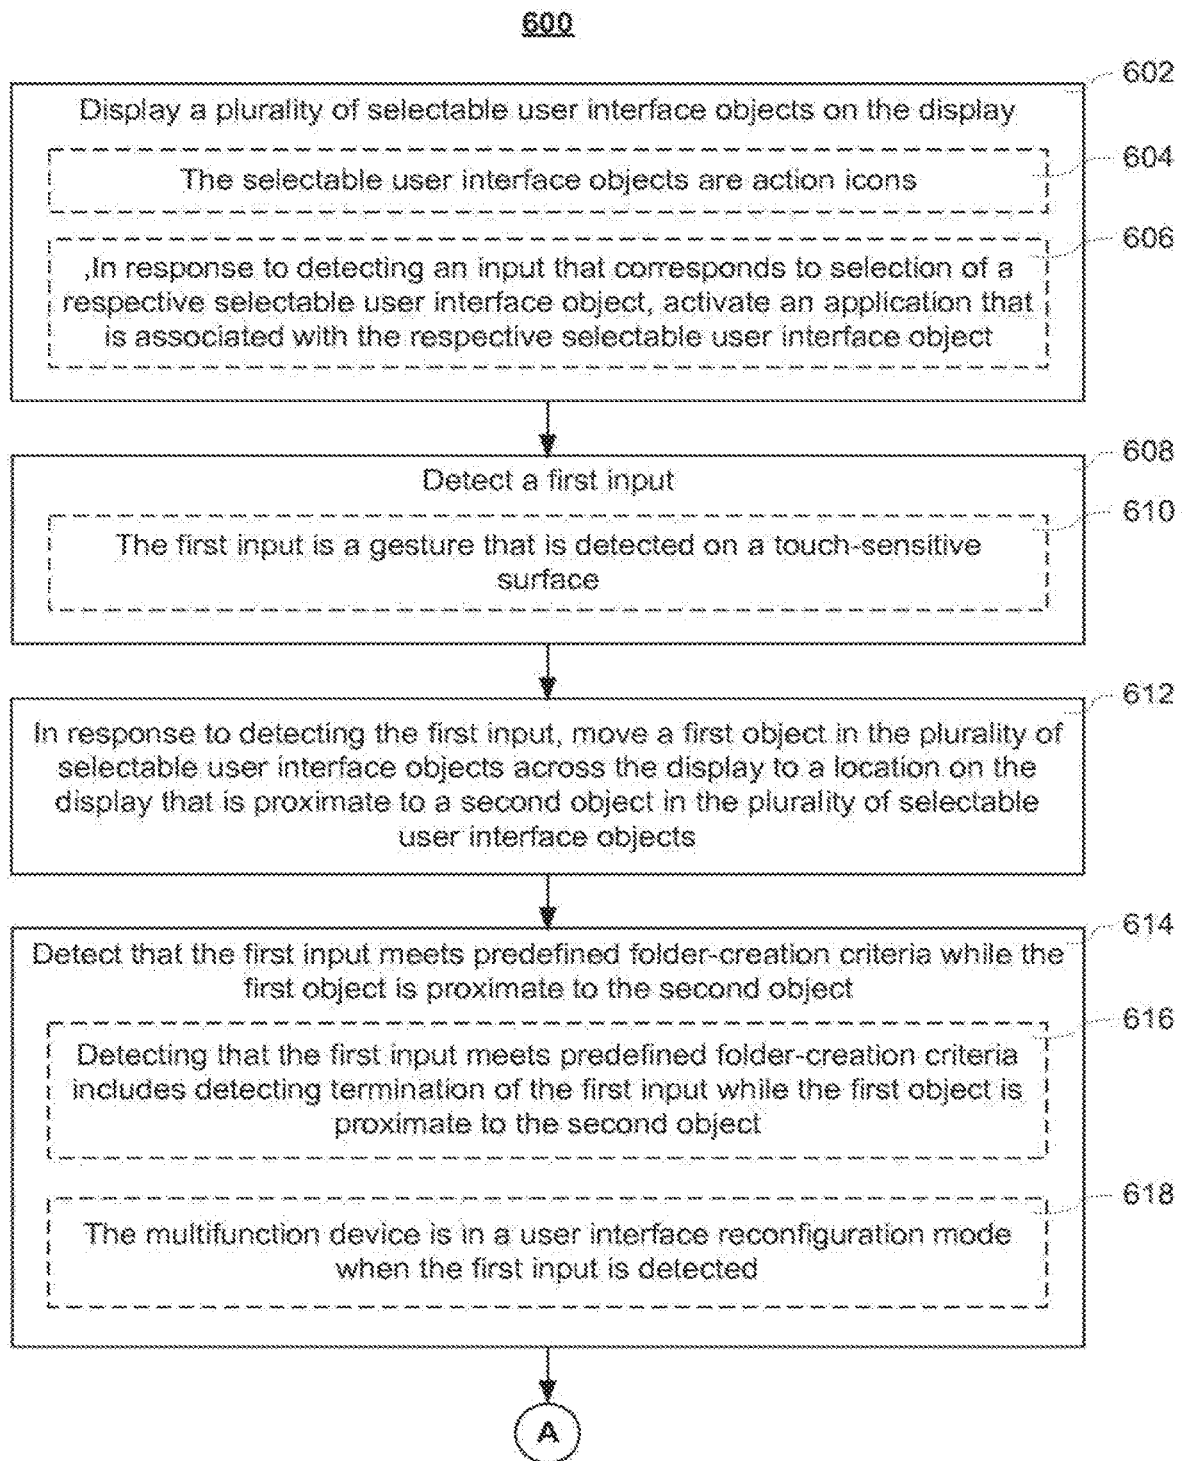 600
602
Display a plurality of selectable user interface objects on the display
604
The selectable user interface objects are action icons
606
,In response to detecting an input that corresponds to selection of a
respective selectable user interface object, activate an application that
is associated with the respective selectable user interface object
608
Detect a first input
610
The first input is a gesture that is detected on a touch-sensitive
surface
612
In response to detecting the first input, move a first object in the plurality of
selectable user interface objects across the display to a location on the
display that is proximate to a second object in the plurality of selectable
user interface objects
614
Detect that the first input meets predefined folder-creation criteria while the
first object is proximate to the second object
616
Detecting that the first input meets predefined folder-creation criteria
includes detecting termination of the first input while the first object is
proximate to the second object
618
The multifunction device is in a user interface reconfiguration mode
when the first input is detected
A